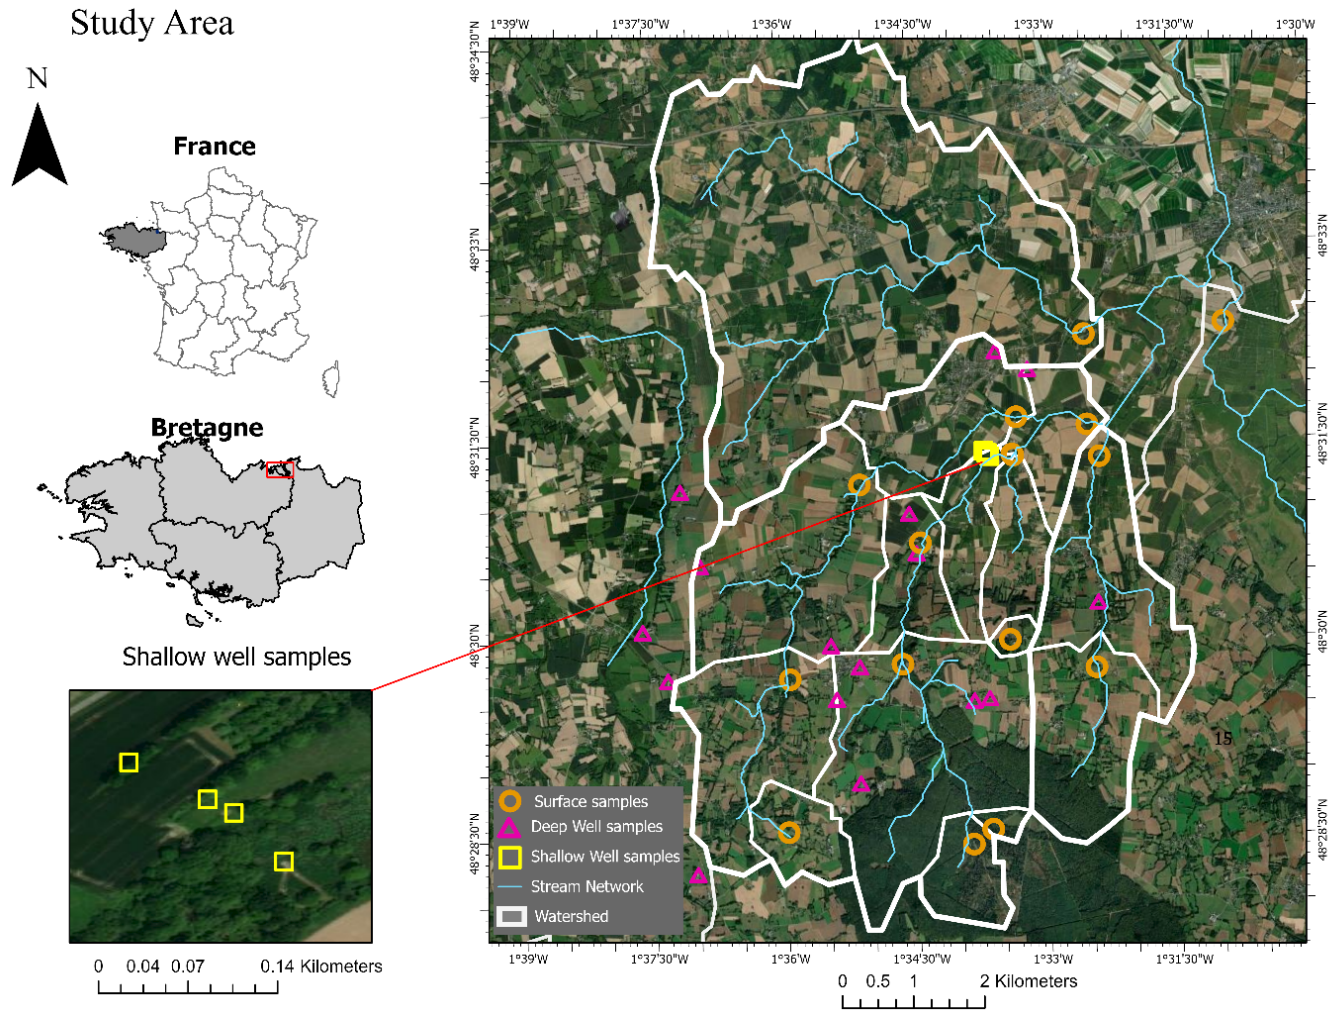 Study Area
N
France
Bretagne
Shallow well samples
0 0.04 0.07 0.14 Kilometers
1°39'W 1°37'30"W 1°36'W 1°34'30"W 1°33'W 1°31'30"W 1°30'W
48°34'30"N
48°33'N
48°31'30"N
48°30'N
48°28'30"N
48°34'30"N
48°33'N
48°31'30"N
48°30'N
48°28'30"N
15
Surface samples
Deep Well samples
Shallow Well samples
Stream Network
Watershed
1°39'W 1°37'30"W 1°36'W 1°34'30"W 1°33'W 1°31'30"W
0 0.5 1 2 Kilometers